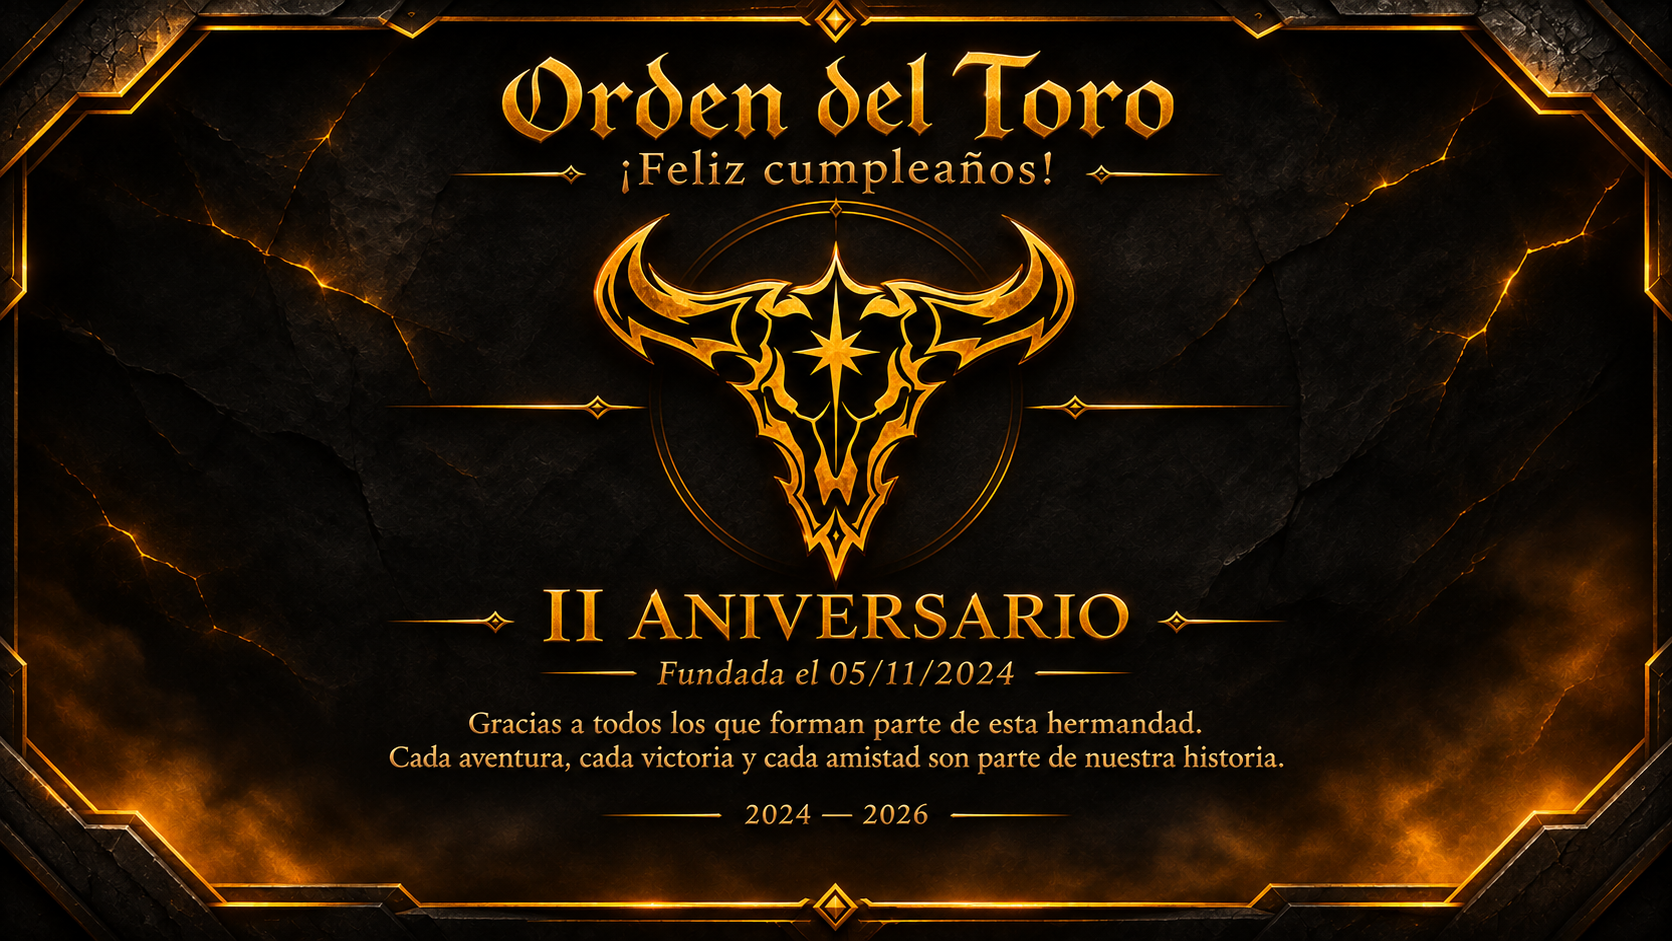 Orden del Toro
¡Feliz cumpleaños!
II ANIVERSARIO
Fundada el 05/11/2024
Gracias a todos los que forman parte de esta hermandad.
Cada aventura, cada victoria y cada amistad son parte de nuestra historia.
2024 — 2026